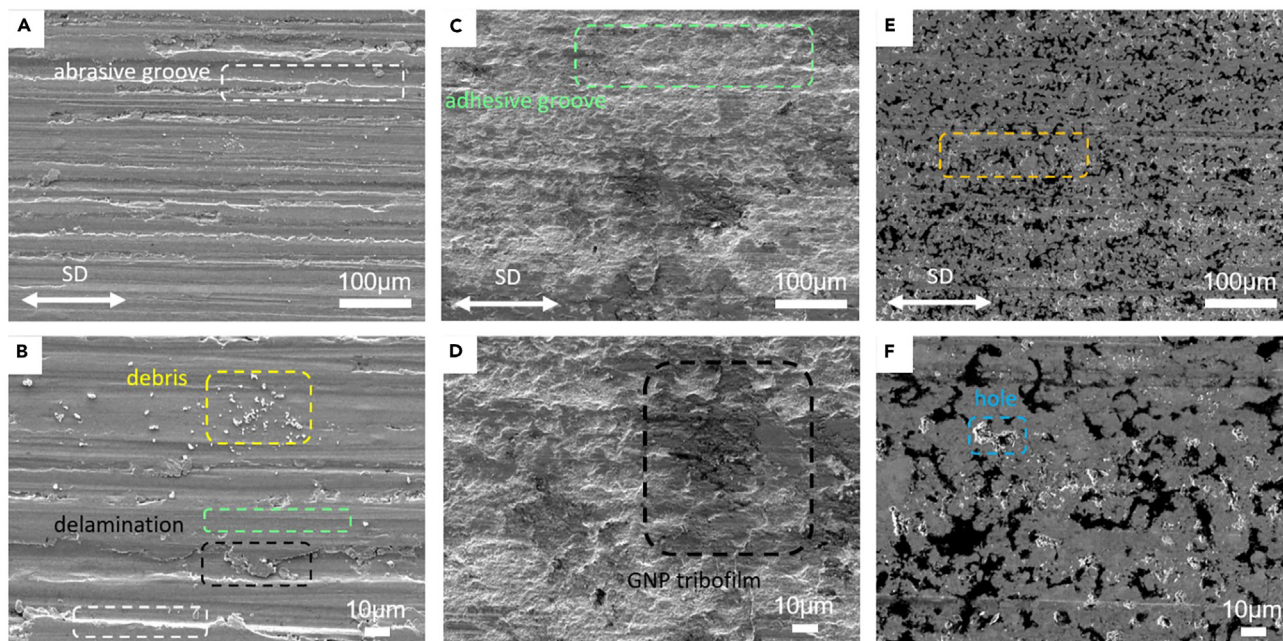 A
abrasive groove
SD
100μm
C
adhesive groove
SD
100μm
E
SD
100μm
B
debris
delamination
10μm
D
GNP tribofilm
10μm
F
hole
10μm